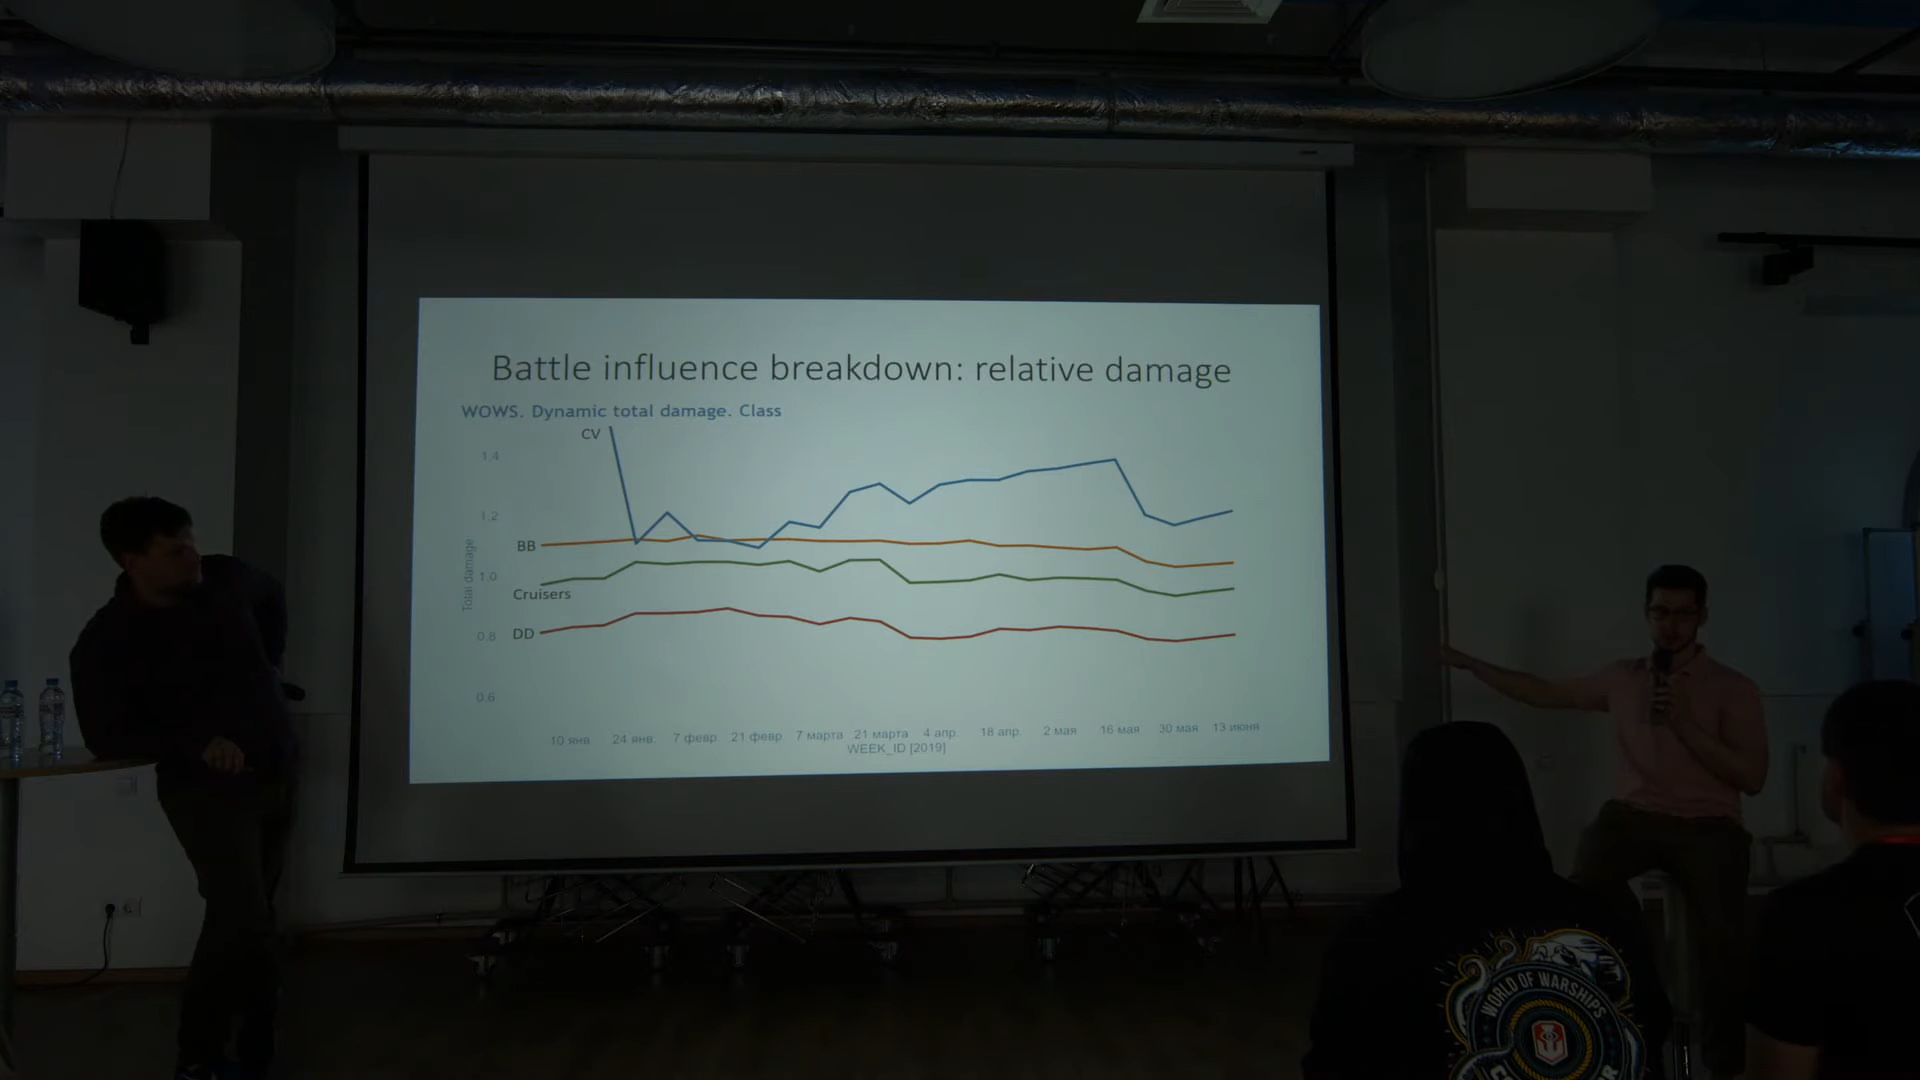 Battle influence breakdown: relative damage
WOWS. Dynamic total damage. Class
CV
1,4
1,2
BB
1,0
Cruisers
0,8
DD
0,6
Total damage
10 янв. 24 янв. 7 февр. 21 февр. 7 марта 21 марта 4 апр. 18 апр. 2 мая 16 мая 30 мая 13 июня
WEEK_ID [2019]
WORLD OF WARSHIPS